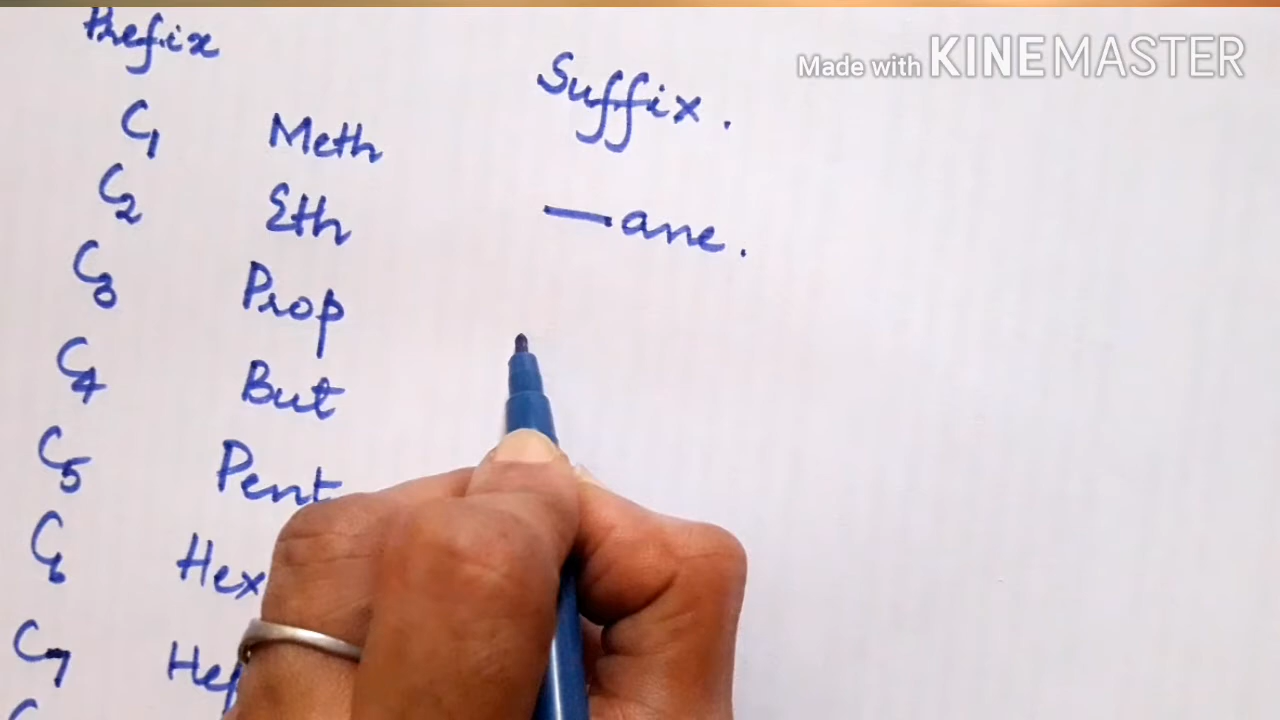 Prefix
Suffix.
Made with KINEMASTER
C1 Meth
C2 Eth
—ane.
C3 Prop
C4 But
C5 Pent
C6 Hex
C7